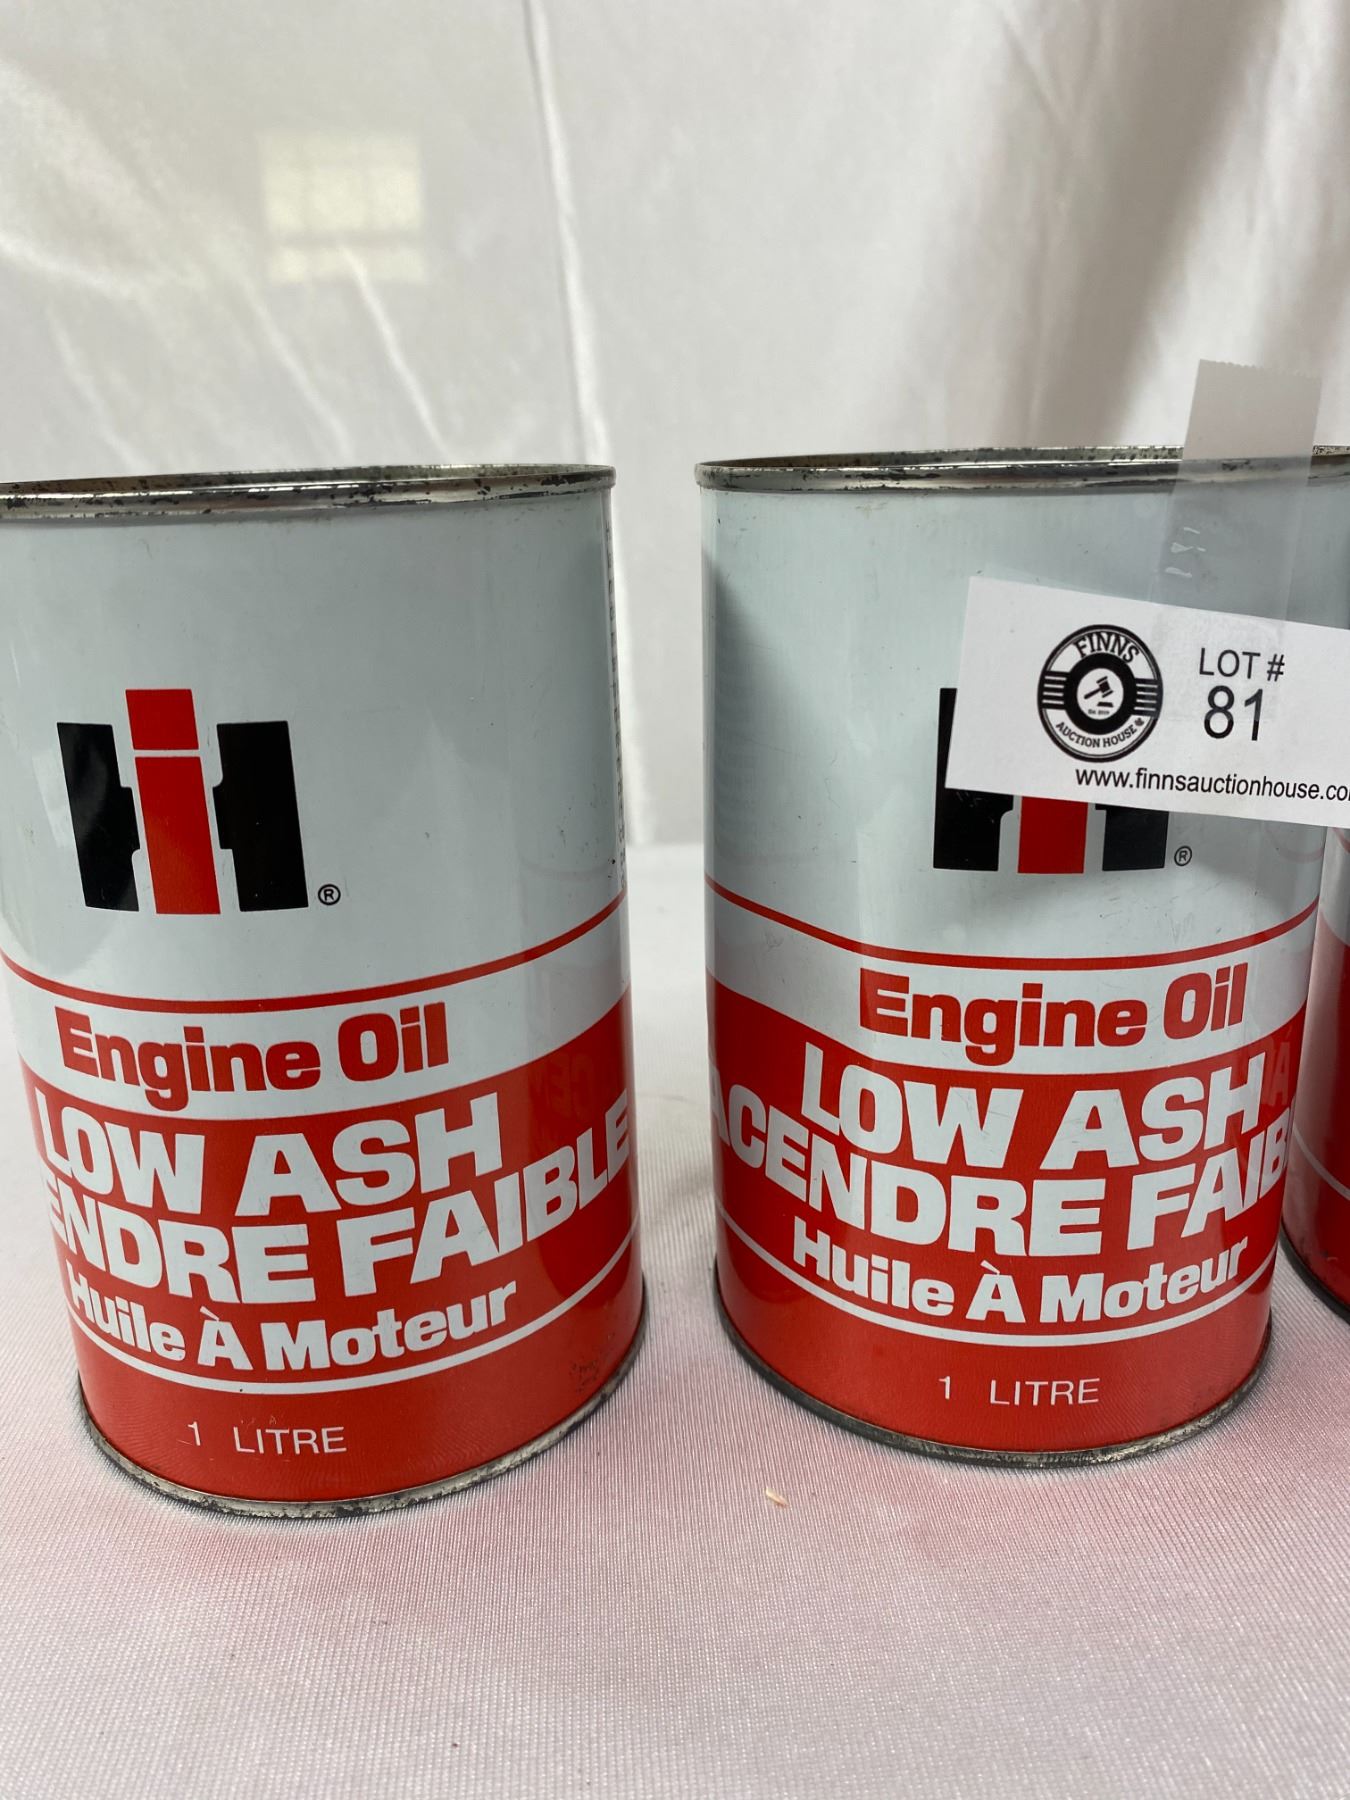 IH ®
Engine Oil
LOW ASH
ENDRE FAIBLE
Huile À Moteur
1 LITRE
FINNS
AUCTION HOUSE
LOT #
81
www.finnsauctionhouse.co
®
Engine Oil
LOW ASH
ACENDRE FAIB
Huile À Moteur
1 LITRE